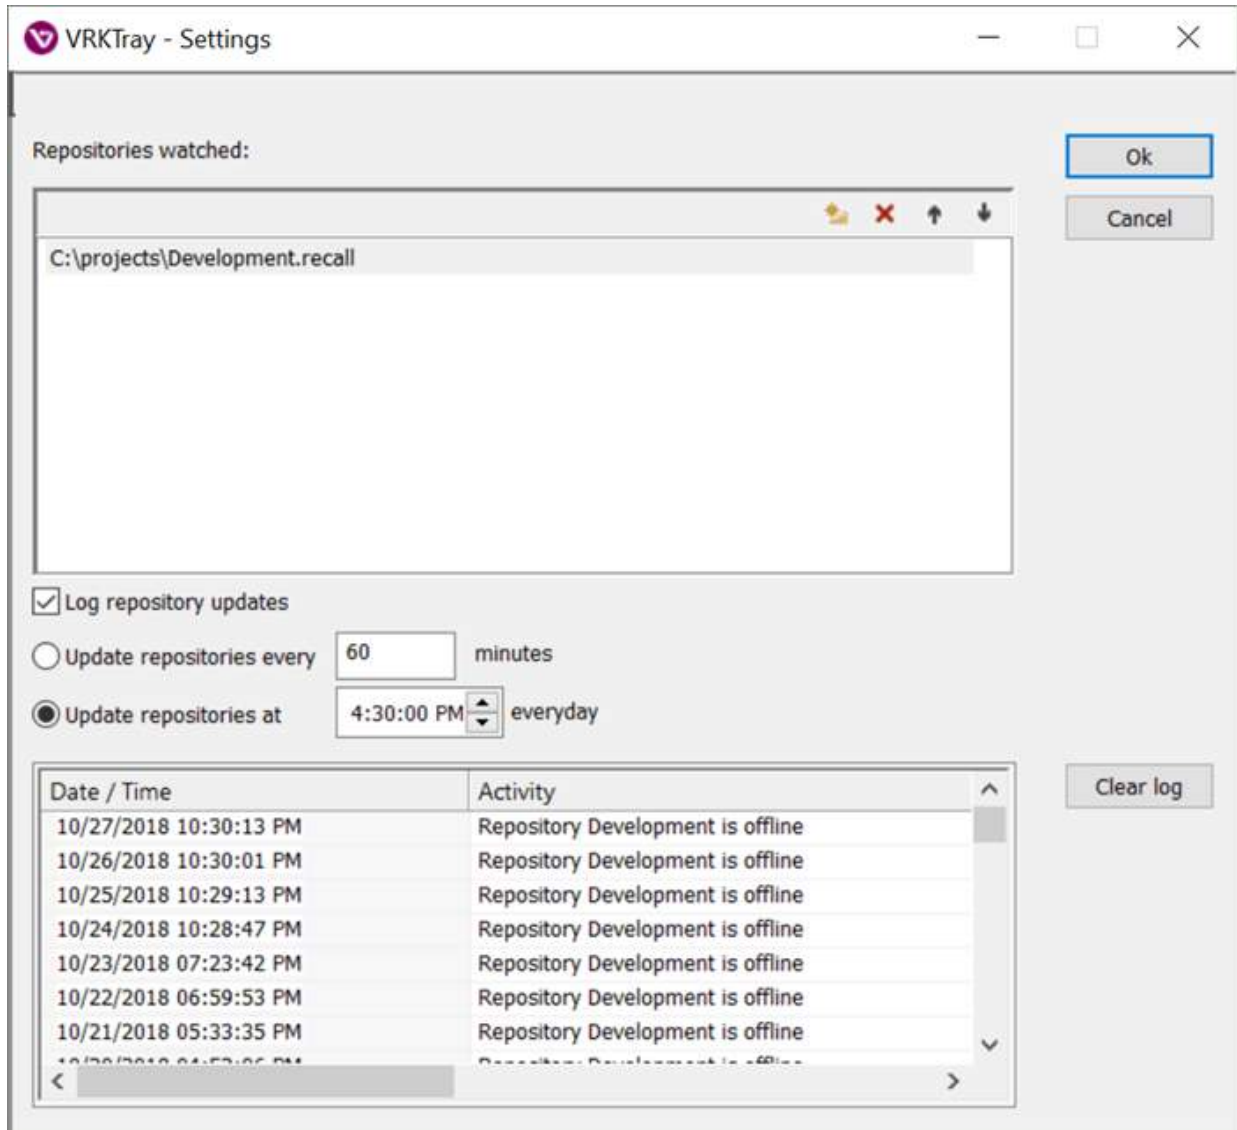 VRKTray - Settings
Repositories watched:
Ok
Cancel
C:\projects\Development.recall
Log repository updates
Update repositories every 60 minutes
Update repositories at 4:30:00 PM everyday
Clear log
Date / Time Activity
10/27/2018 10:30:13 PM Repository Development is offline
10/26/2018 10:30:01 PM Repository Development is offline
10/25/2018 10:29:13 PM Repository Development is offline
10/24/2018 10:28:47 PM Repository Development is offline
10/23/2018 07:23:42 PM Repository Development is offline
10/22/2018 06:59:53 PM Repository Development is offline
10/21/2018 05:33:35 PM Repository Development is offline